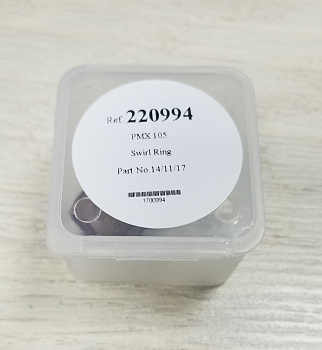 Ref. 220994
PMX 105
Swirl Ring
Part No.14/11/17
1700994